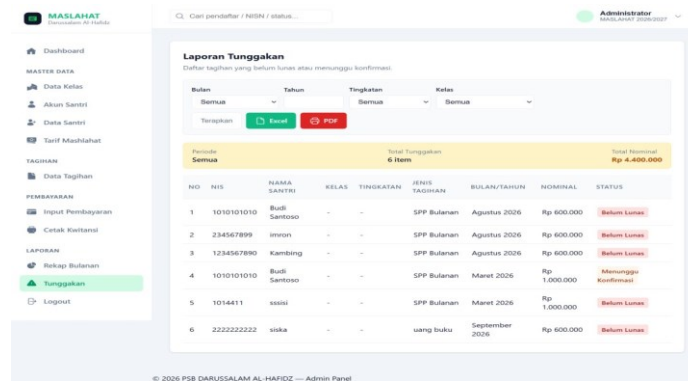 MASLAHAT
Darussalam Al Hafidz
Cari pendaftar / NISN / status...
Administrator
MASLAHAT 2026/2027
Dashboard
MASTER DATA
Data Kelas
Akun Santri
Data Santri
Tarif Mashlahat
TAGIHAN
Data Tagihan
PEMBAYARAN
Input Pembayaran
Cetak Kwitansi
LAPORAN
Rekap Bulanan
Tunggakan
Logout
Laporan Tunggakan
Daftar tagihan yang belum lunas atau menunggu konfirmasi.
Bulan Tahun Tingkatan Kelas
Semua Semua Semua
Terapkan Excel PDF
Periode Total Tunggakan Total Nominal
Semua 6 item Rp 4.400.000
NO NIS NAMA SANTRI KELAS TINGKATAN JENIS TAGIHAN BULAN/TAHUN NOMINAL STATUS
1 1010101010 Budi Santoso - - SPP Bulanan Agustus 2026 Rp 600.000 Belum Lunas
2 234567899 imron - - SPP Bulanan Agustus 2026 Rp 600.000 Belum Lunas
3 1234567890 Kambing - - SPP Bulanan Agustus 2026 Rp 600.000 Belum Lunas
4 1010101010 Budi Santoso - - SPP Bulanan Maret 2026 Rp 1.000.000 Menunggu Konfirmasi
5 1014411 sssisi - - SPP Bulanan Maret 2026 Rp 1.000.000 Belum Lunas
6 2222222222 siska - - uang buku September 2026 Rp 600.000 Belum Lunas
© 2026 PSB DARUSSALAM AL-HAFIDZ — Admin Panel